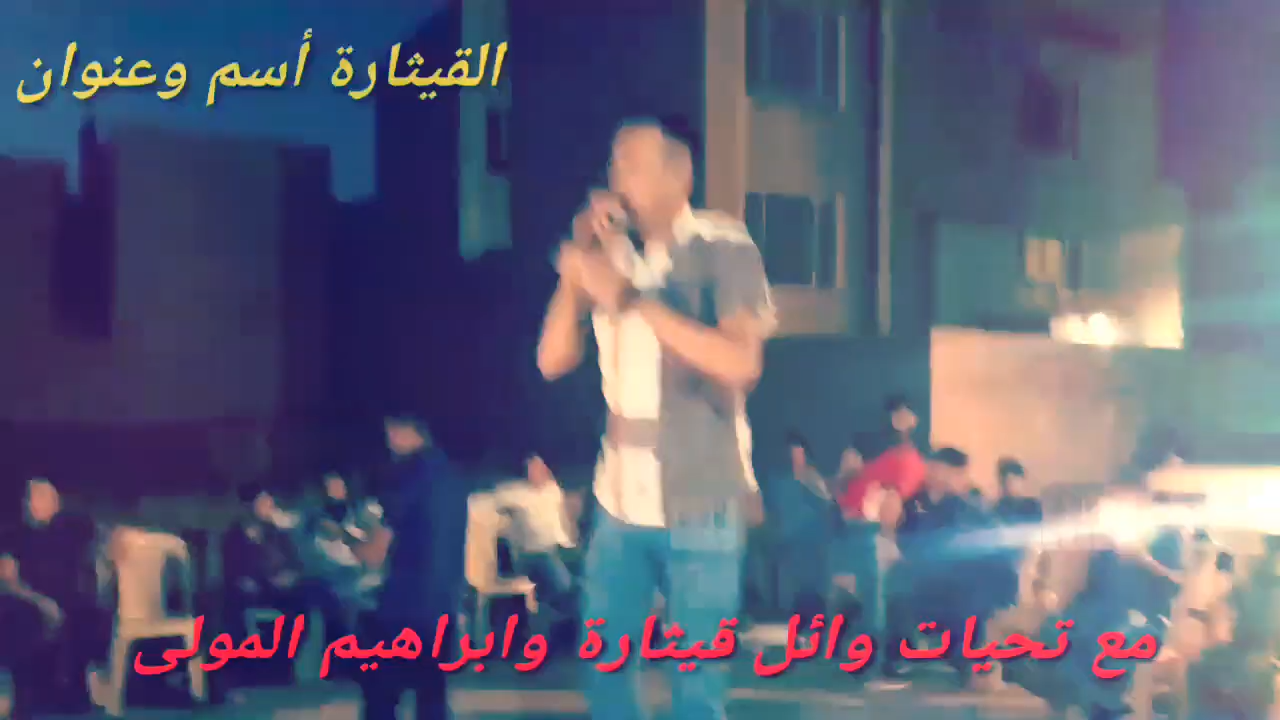 القيثارة أسم وعنوان
مع تحيات وائل قيثارة وابراهيم المولى